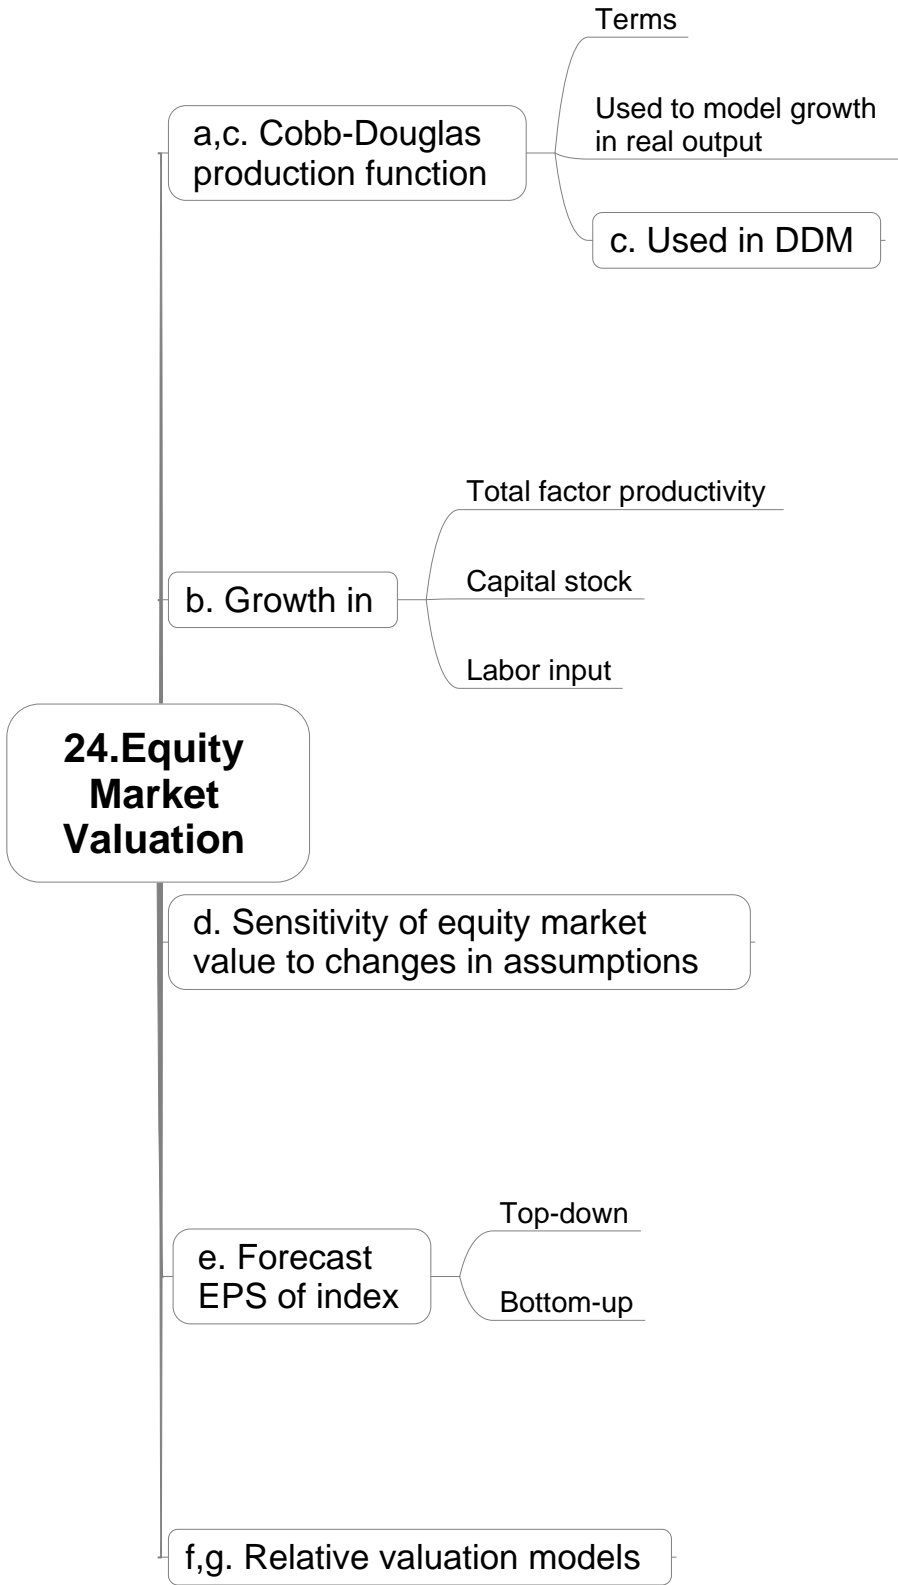 Terms
a,c. Cobb-Douglas
production function
Used to model growth
in real output
c. Used in DDM
Total factor productivity
b. Growth in
Capital stock
Labor input
24.Equity
Market
Valuation
d. Sensitivity of equity market
value to changes in assumptions
Top-down
e. Forecast
EPS of index
Bottom-up
f,g. Relative valuation models